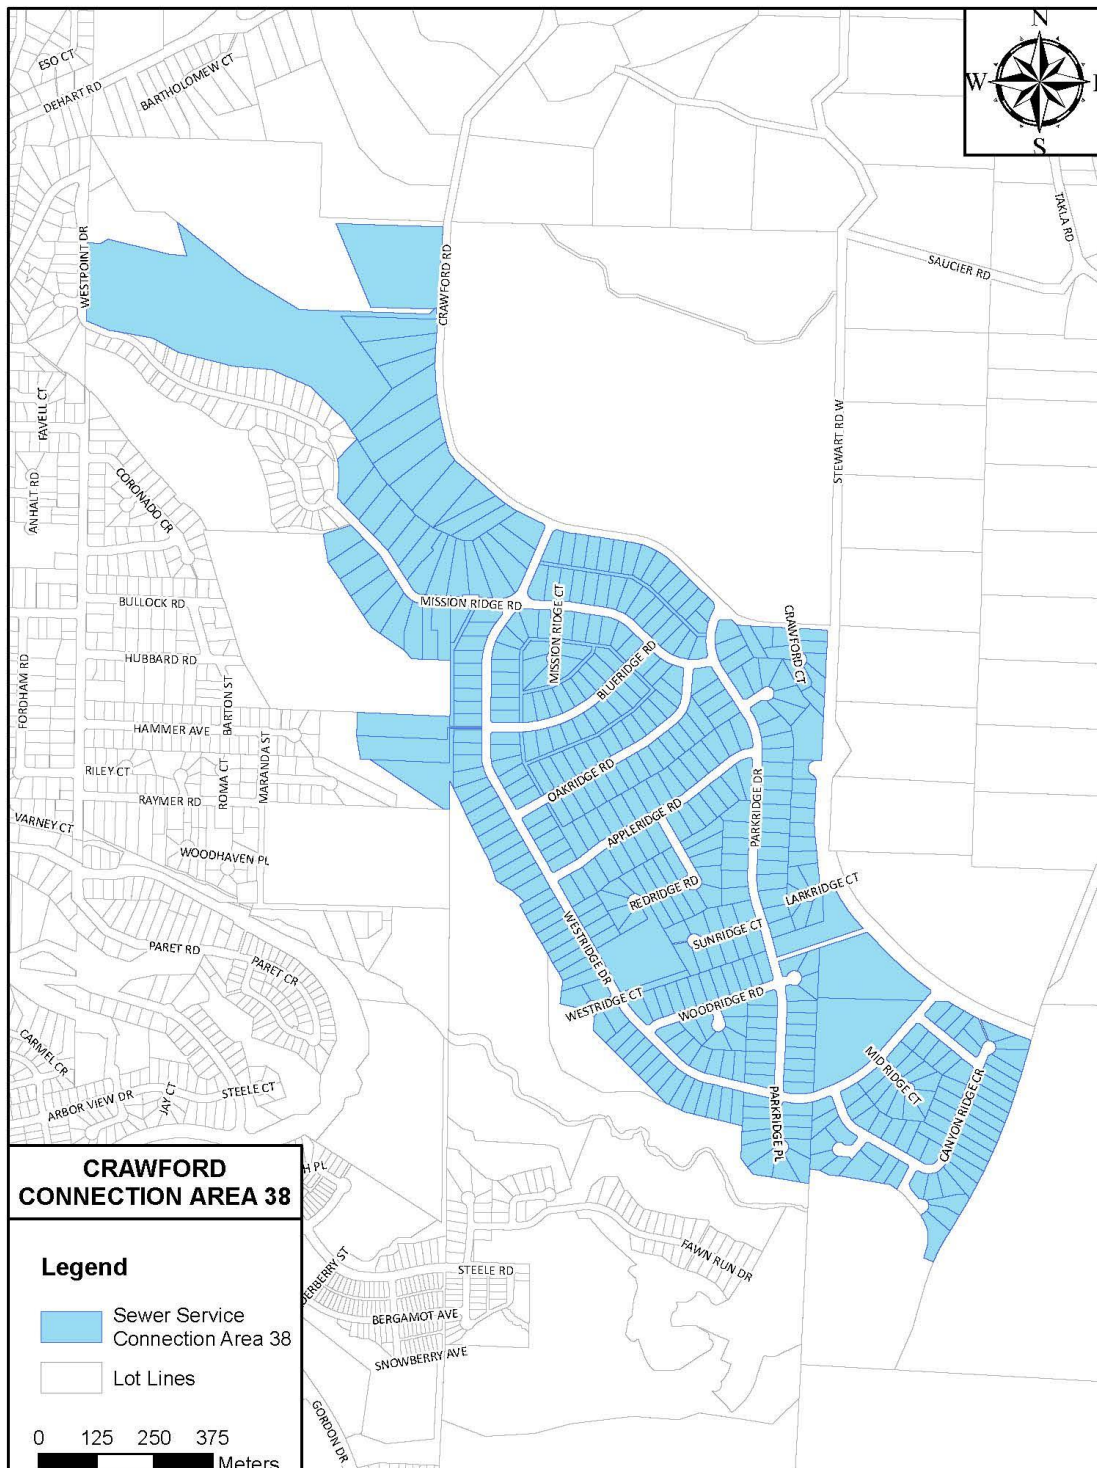 N
W
S
ESO CT
BARTHOLOMEW CT
DEHART RD
TAKLA RD
WESTPOINT DR
CRAWFORD RD
SAUCIER RD
FAVELL CT
STEWART RD W
ANHALT RD
CORONADO CR
BULLOCK RD
MISSION RIDGE RD
MISSION RIDGE CT
CRAWFORD CT
HUBBARD RD
BLUERIDGE RD
FORDHAM RD
BARTON ST
HAMMER AVE
MARANDA ST
RILEY CT
ROMA CT
OAKRIDGE RD
RAYMER RD
APPLERIDGE RD
PARKRIDGE DR
VARNEY CT
WOODHAVEN PL
REDRIDGE RD
LARKRIDGE CT
PARET RD
WESTRIDGE DR
SUNRIDGE CT
PARET CR
WESTRIDGE CT
WOODRIDGE RD
CARMEL CR
MID RIDGE CT
STEELE CT
ARBOR VIEW DR
JAY CT
PARKRIDGE PL
CANYON RIDGE CR
H PL
DERBERRY ST
STEELE RD
FAWN RUN DR
BERGAMOT AVE
SNOWBERRY AVE
GORDON DR
CRAWFORD
CONNECTION AREA 38
Legend
Sewer Service
Connection Area 38
Lot Lines
0 125 250 375
Meters